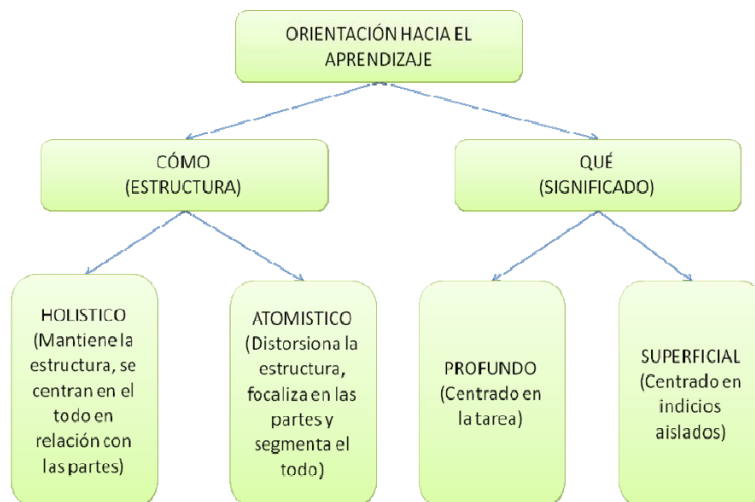 ORIENTACIÓN HACIA EL
APRENDIZAJE
CÓMO
(ESTRUCTURA)
QUÉ
(SIGNIFICADO)
HOLISTICO
(Mantiene la
estructura, se
centran en el
todo en
relación con
las partes)
ATOMISTICO
(Distorsiona la
estructura,
focaliza en las
partes y
segmenta el
todo)
PROFUNDO
(Centrado en
la tarea)
SUPERFICIAL
(Centrado en
indicios
aislados)